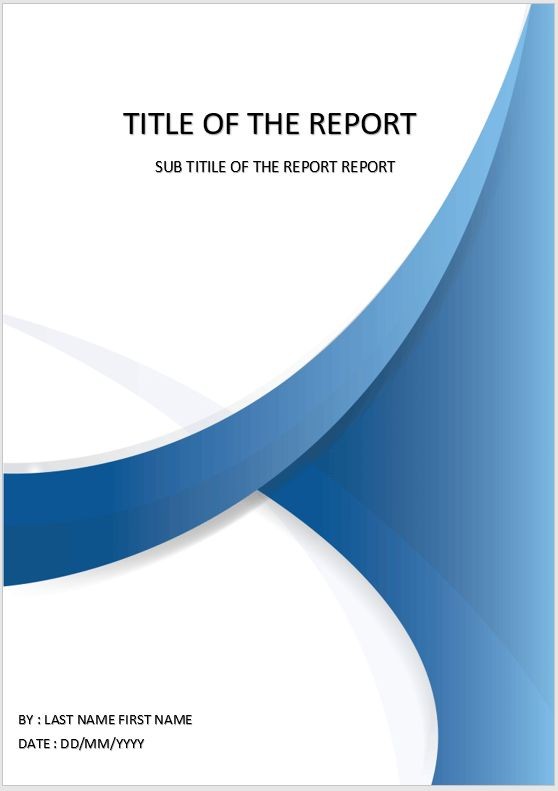 TITLE OF THE REPORT
SUB TITILE OF THE REPORT REPORT
BY : LAST NAME FIRST NAME
DATE : DD/MM/YYYY